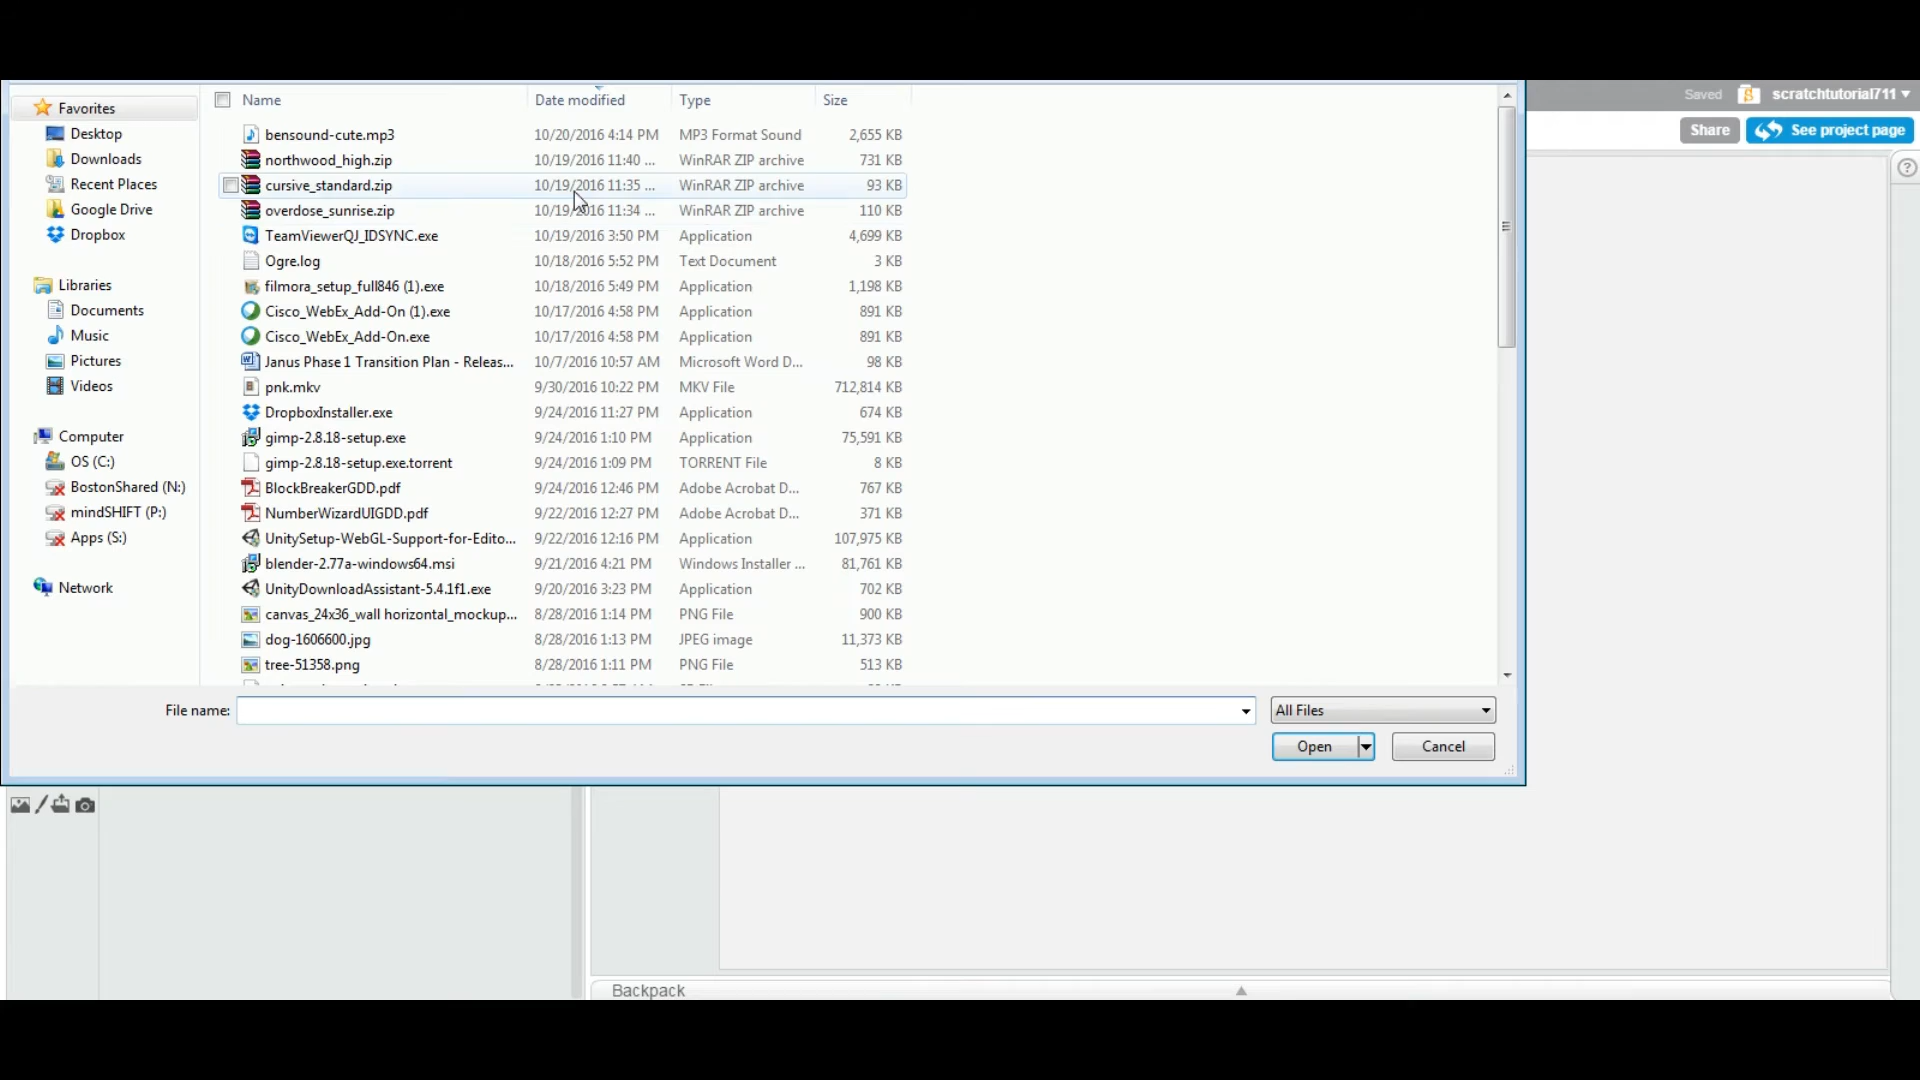 Saved scratchtutorial711
Share See project page
Favorites
Desktop
Downloads
Recent Places
Google Drive
Dropbox
Libraries
Documents
Music
Pictures
Videos
Computer
OS (C:)
BostonShared (N:)
mindSHIFT (P:)
Apps (S:)
Network
Name Date modified Type Size
bensound-cute.mp3 10/20/2016 4:14 PM MP3 Format Sound 2,655 KB
northwood_high.zip 10/19/2016 11:40 ... WinRAR ZIP archive 731 KB
cursive_standard.zip 10/19/2016 11:35 ... WinRAR ZIP archive 93 KB
overdose_sunrise.zip 10/19/2016 11:34 ... WinRAR ZIP archive 110 KB
TeamViewerQJ_IDSYNC.exe 10/19/2016 3:50 PM Application 4,699 KB
Ogre.log 10/18/2016 5:52 PM Text Document 3 KB
filmora_setup_full846 (1).exe 10/18/2016 5:49 PM Application 1,198 KB
Cisco_WebEx_Add-On (1).exe 10/17/2016 4:58 PM Application 891 KB
Cisco_WebEx_Add-On.exe 10/17/2016 4:58 PM Application 891 KB
Janus Phase 1 Transition Plan - Releas... 10/7/2016 10:57 AM Microsoft Word D... 98 KB
pnk.mkv 9/30/2016 10:22 PM MKV File 712,814 KB
DropboxInstaller.exe 9/24/2016 11:27 PM Application 674 KB
gimp-2.8.18-setup.exe 9/24/2016 1:10 PM Application 75,591 KB
gimp-2.8.18-setup.exe.torrent 9/24/2016 1:09 PM TORRENT File 8 KB
BlockBreakerGDD.pdf 9/24/2016 12:46 PM Adobe Acrobat D... 767 KB
NumberWizardUIGDD.pdf 9/22/2016 12:27 PM Adobe Acrobat D... 371 KB
UnitySetup-WebGL-Support-for-Edito... 9/22/2016 12:16 PM Application 107,975 KB
blender-2.77a-windows64.msi 9/21/2016 4:21 PM Windows Installer ... 81,761 KB
UnityDownloadAssistant-5.4.1f1.exe 9/20/2016 3:23 PM Application 702 KB
canvas_24x36_wall horizontal_mockup... 8/28/2016 1:14 PM PNG File 900 KB
dog-1606600.jpg 8/28/2016 1:13 PM JPEG image 11,373 KB
tree-51358.png 8/28/2016 1:11 PM PNG File 513 KB
File name: All Files
Open Cancel
Backpack